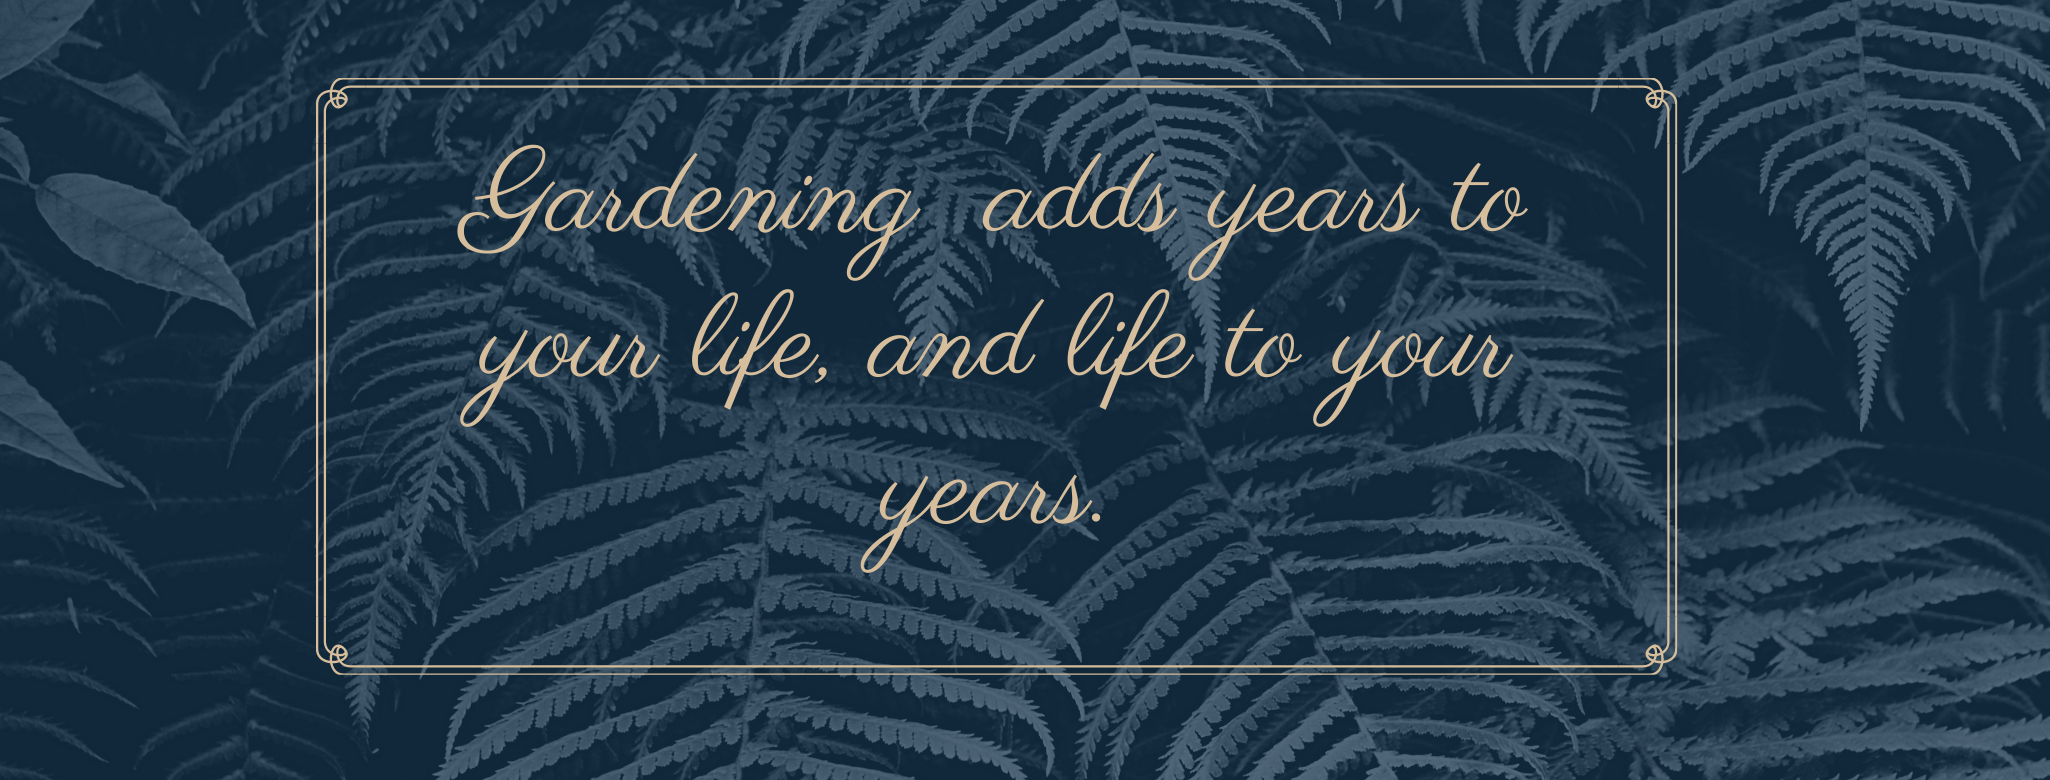 Gardening  adds years to
your life, and life to your
years.